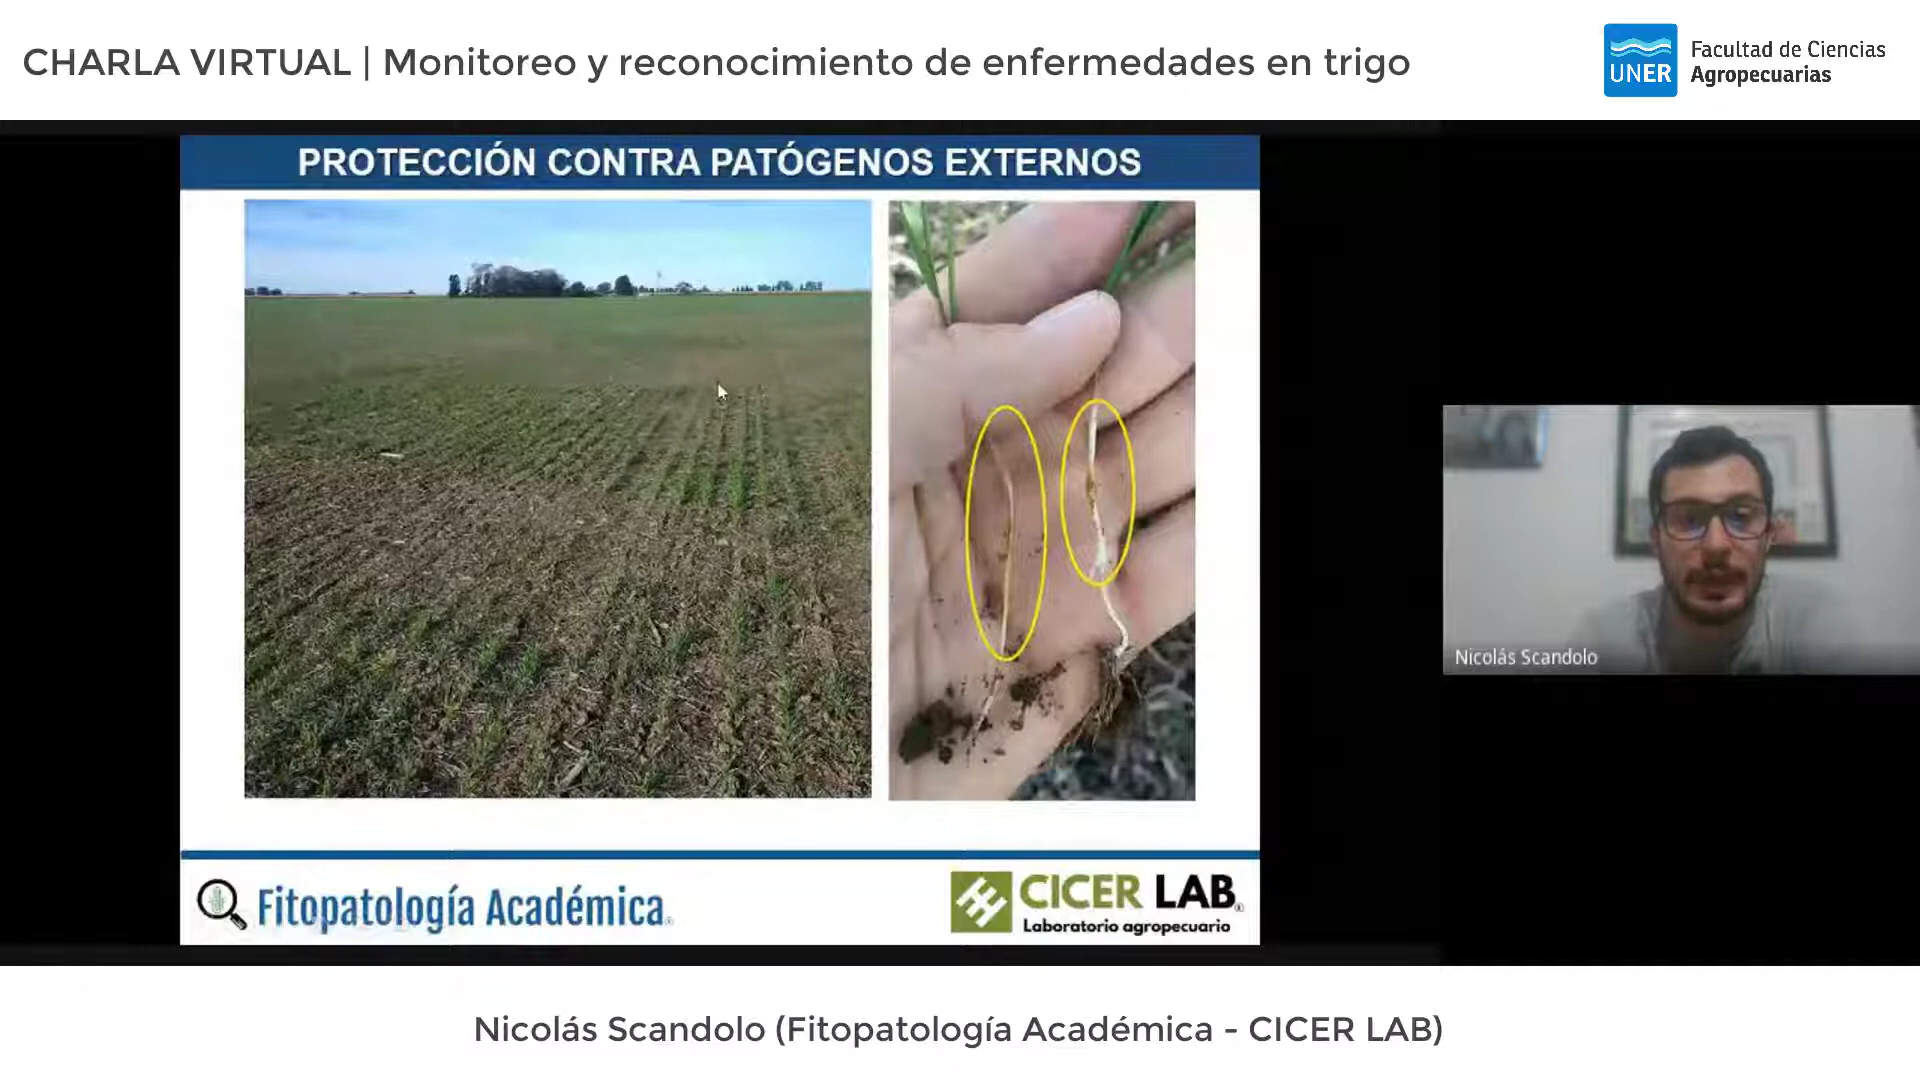 CHARLA VIRTUAL | Monitoreo y reconocimiento de enfermedades en trigo
UNER
Facultad de Ciencias
Agropecuarias
PROTECCIÓN CONTRA PATÓGENOS EXTERNOS
Nicolás Scandolo
Fitopatología Académica
CICER LAB
Laboratorio agropecuario
Nicolás Scandolo (Fitopatología Académica - CICER LAB)